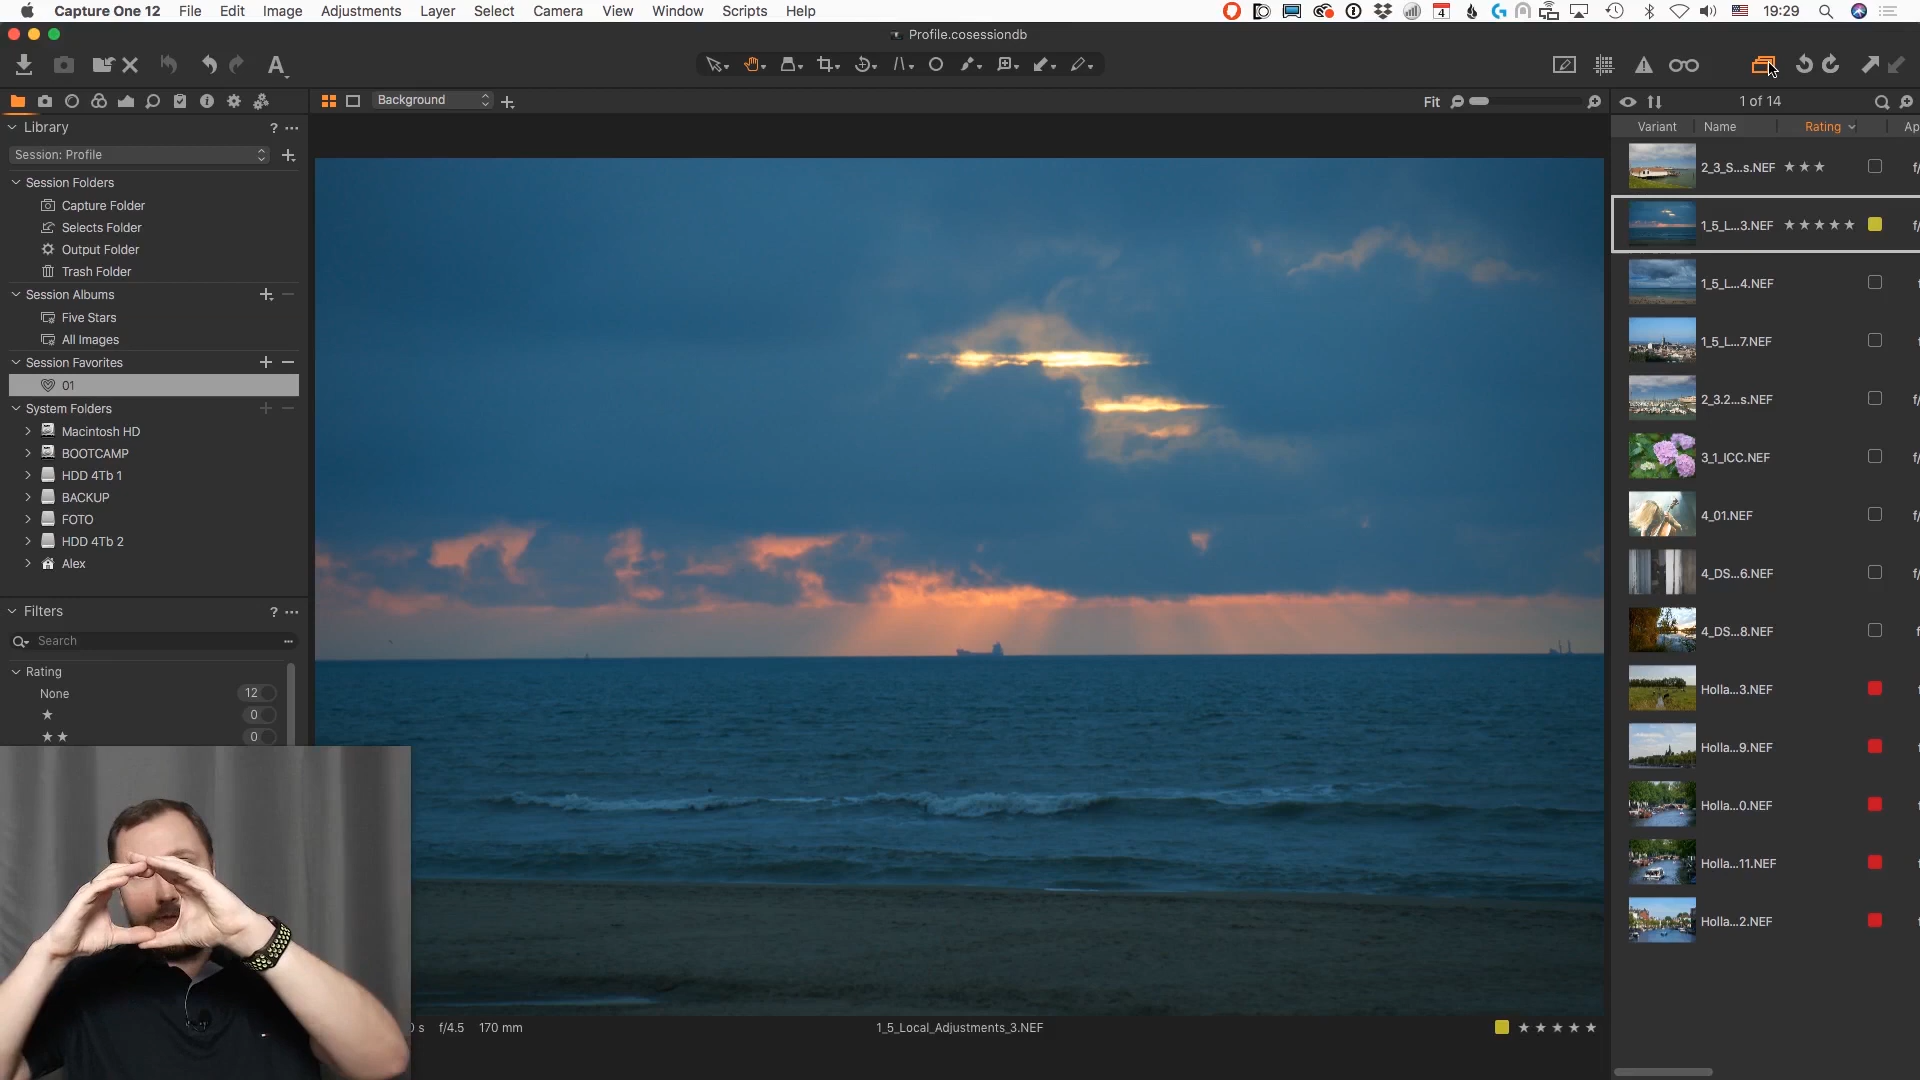 Capture One 12 File Edit Image Adjustments Layer Select Camera View Window Scripts Help 4 19:29
Profile.cosessiondb
A
Background Fit 1 of 14
Library ? ...
Session: Profile
Session Folders
Capture Folder
Selects Folder
Output Folder
Trash Folder
Session Albums
Five Stars
All Images
Session Favorites
01
System Folders
Macintosh HD
BOOTCAMP
HDD 4Tb 1
BACKUP
FOTO
HDD 4Tb 2
Alex
Filters ? ...
Search ...
Rating
None 12
★ 0
★ ★ 0
Variant Name Rating Ap
2_3_S...s.NEF ★ ★ ★ f/
1_5_L...3.NEF ★ ★ ★ ★ ★ f/
1_5_L...4.NEF
1_5_L...7.NEF
2_3.2...s.NEF f/
3_1_ICC.NEF f/
4_01.NEF f/
4_DS...6.NEF f/
4_DS...8.NEF
Holla...3.NEF
Holla...9.NEF
Holla...0.NEF
Holla...11.NEF
Holla...2.NEF
0 s f/4.5 170 mm 1_5_Local_Adjustments_3.NEF ★ ★ ★ ★ ★